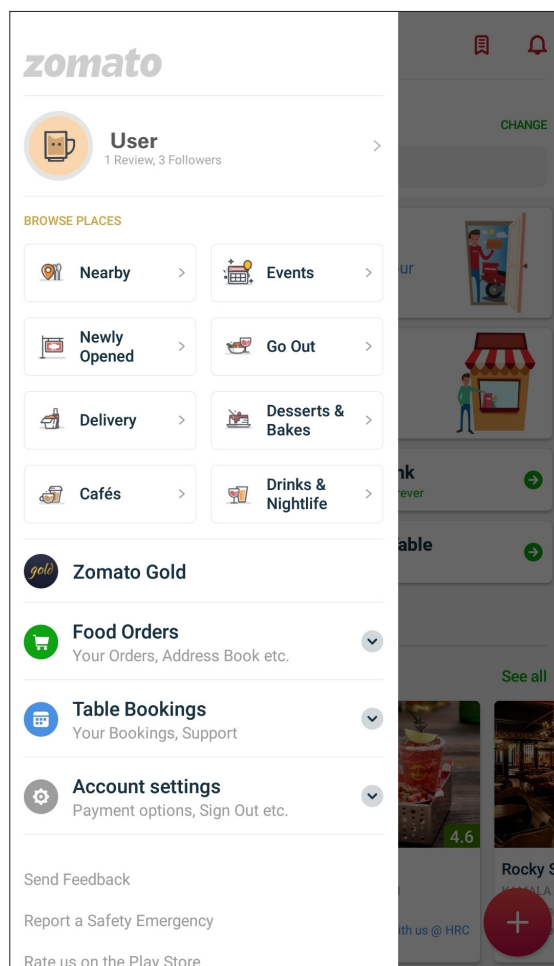 zomato
User
1 Review, 3 Followers
BROWSE PLACES
Nearby
Events
Newly
Opened
Go Out
Delivery
Desserts &
Bakes
Cafés
Drinks &
Nightlife
gold
Zomato Gold
Food Orders
Your Orders, Address Book etc.
Table Bookings
Your Bookings, Support
Account settings
Payment options, Sign Out etc.
Send Feedback
Report a Safety Emergency
Rate us on the Play Store
CHANGE
See all
4.6
Rocky
with us @ HRC